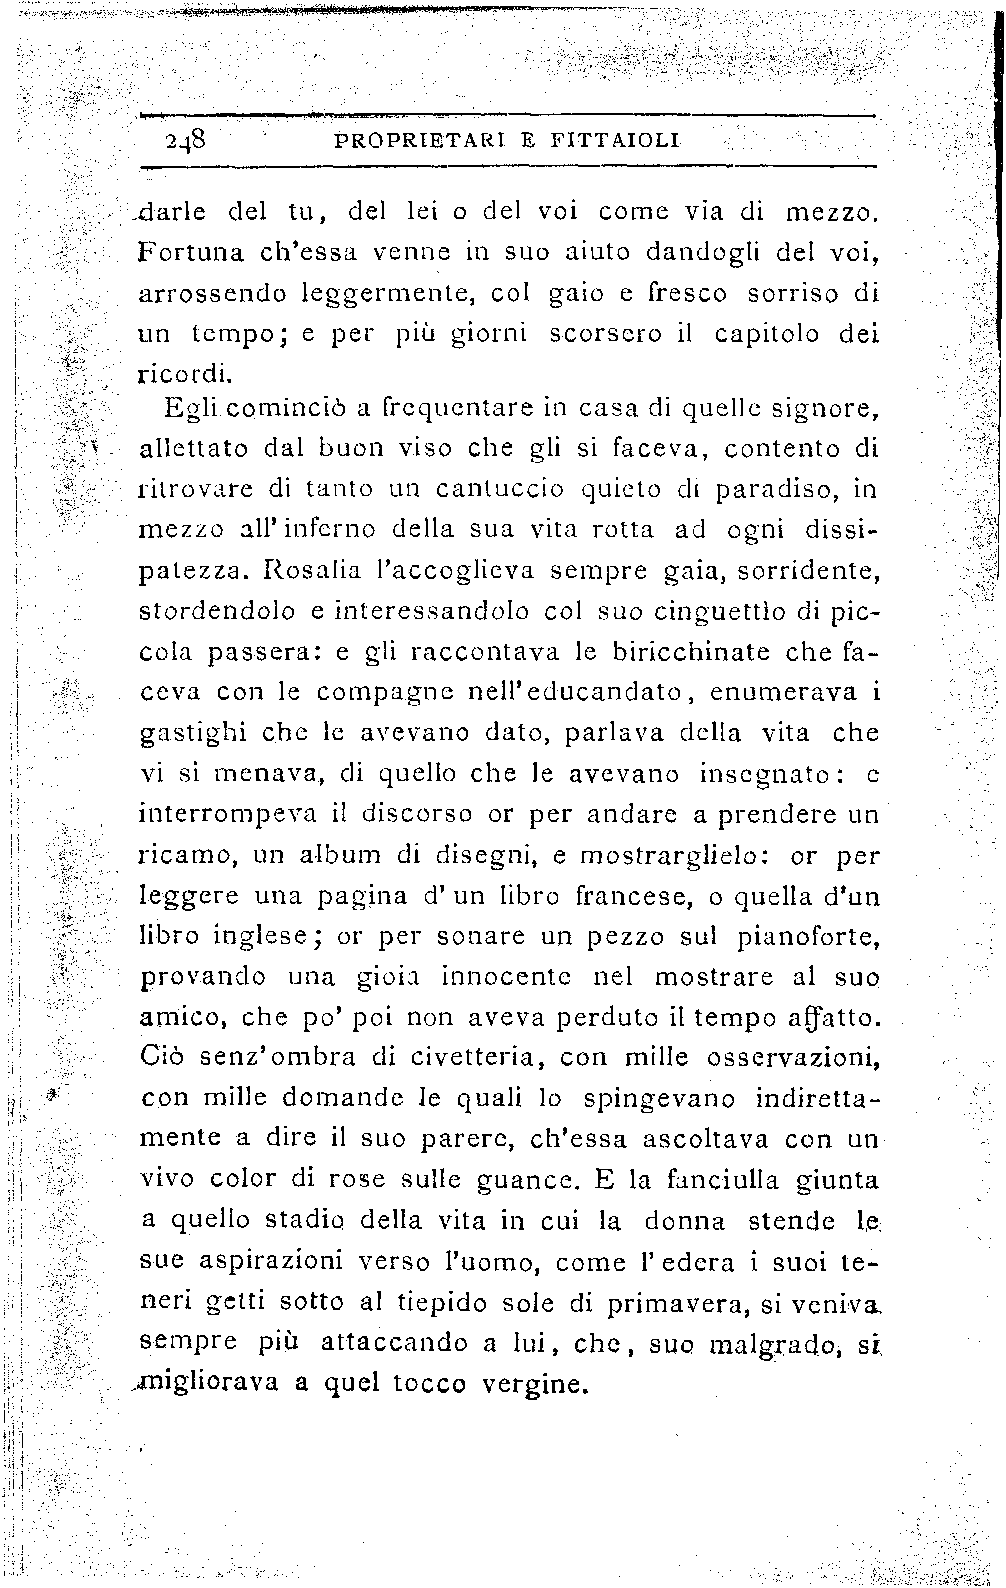 248 PROPRIETARI E FITTAIOLI
darle del tu, del lei o del voi come via di mezzo.
Fortuna ch'essa venne in suo aiuto dandogli del voi,
arrossendo leggermente, col gaio e fresco sorriso di
un tempo; e per più giorni scorsero il capitolo dei
ricordi.
Egli cominciò a frequentare in casa di quelle signore,
allettato dal buon viso che gli si faceva, contento di
ritrovare di tanto un cantuccio quieto di paradiso, in
mezzo all'inferno della sua vita rotta ad ogni dissi-
patezza. Rosalia l'accoglieva sempre gaia, sorridente,
stordendolo e interessandolo col suo cinguettìo di pic-
cola passera: e gli raccontava le biricchinate che fa-
ceva con le compagne nell'educandato, enumerava i
gastighi che le avevano dato, parlava della vita che
vi si menava, di quello che le avevano insegnato: e
interrompeva il discorso or per andare a prendere un
ricamo, un album di disegni, e mostrarglielo: or per
leggere una pagina d'un libro francese, o quella d'un
libro inglese; or per sonare un pezzo sul pianoforte,
provando una gioia innocente nel mostrare al suo
amico, che po' poi non aveva perduto il tempo affatto.
Ciò senz'ombra di civetteria, con mille osservazioni,
con mille domande le quali lo spingevano indiretta-
mente a dire il suo parere, ch'essa ascoltava con un
vivo color di rose sulle guance. E la fanciulla giunta
a quello stadio della vita in cui la donna stende le
sue aspirazioni verso l'uomo, come l'edera i suoi te-
neri getti sotto al tiepido sole di primavera, si veniva
sempre più attaccando a lui, che, suo malgrado, si
migliorava a quel tocco vergine.